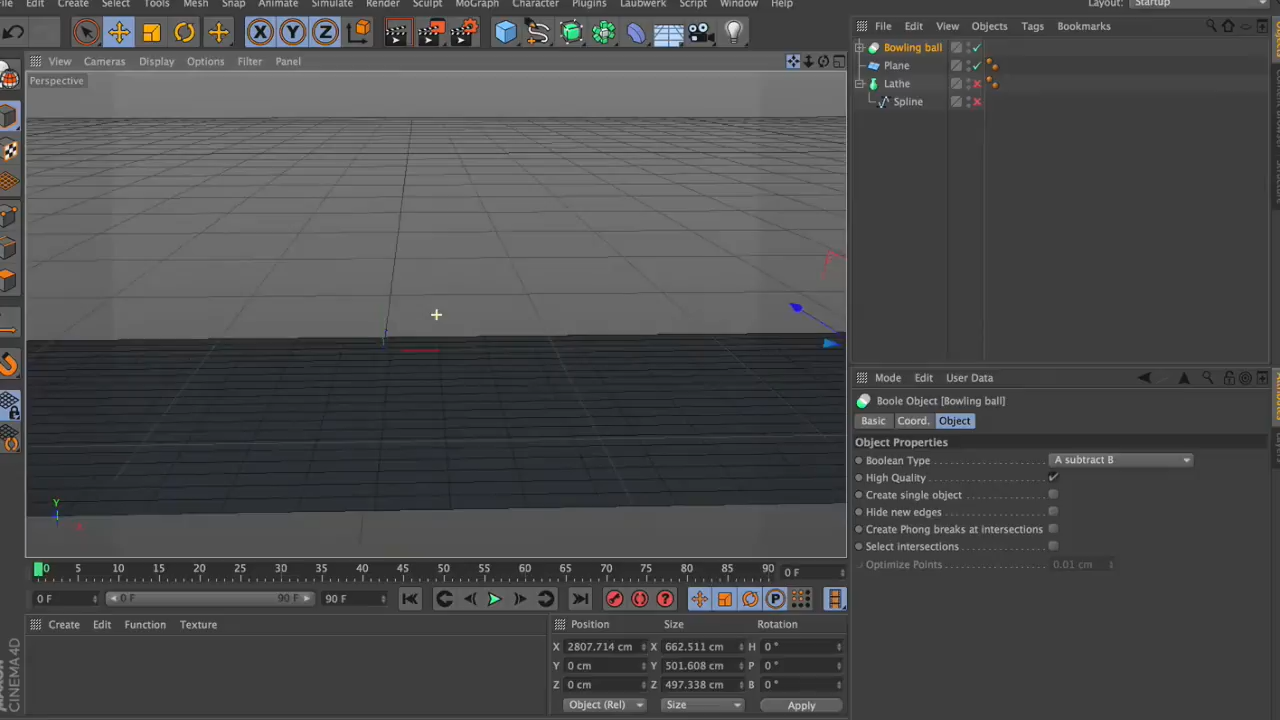 Create Select Tools Mesh Snap Animate Simulate Render Sculpt MoGraph Character Plugins Laubwerk Script Window Help
Layout: Startup
X Y Z
View Cameras Display Options Filter Panel
Perspective
Y
X
File Edit View Objects Tags Bookmarks
Bowling ball
Plane
Lathe
Spline
Mode Edit User Data
Boole Object [Bowling ball]
Basic Coord. Object
Object Properties
Boolean Type A subtract B
High Quality
Create single object
Hide new edges
Create Phong breaks at intersections
Select intersections
Optimize Points 0.01 cm
0 5 10 15 20 25 30 35 40 45 50 55 60 65 70 75 80 85 90 0 F
0 F 0 F 90 F 90 F
P
Create Edit Function Texture
Position Size Rotation
X 2807.714 cm X 662.511 cm H 0 °
Y 0 cm Y 501.608 cm P 0 °
Z 0 cm Z 497.338 cm B 0 °
Object (Rel) Size Apply
CINEMA 4D